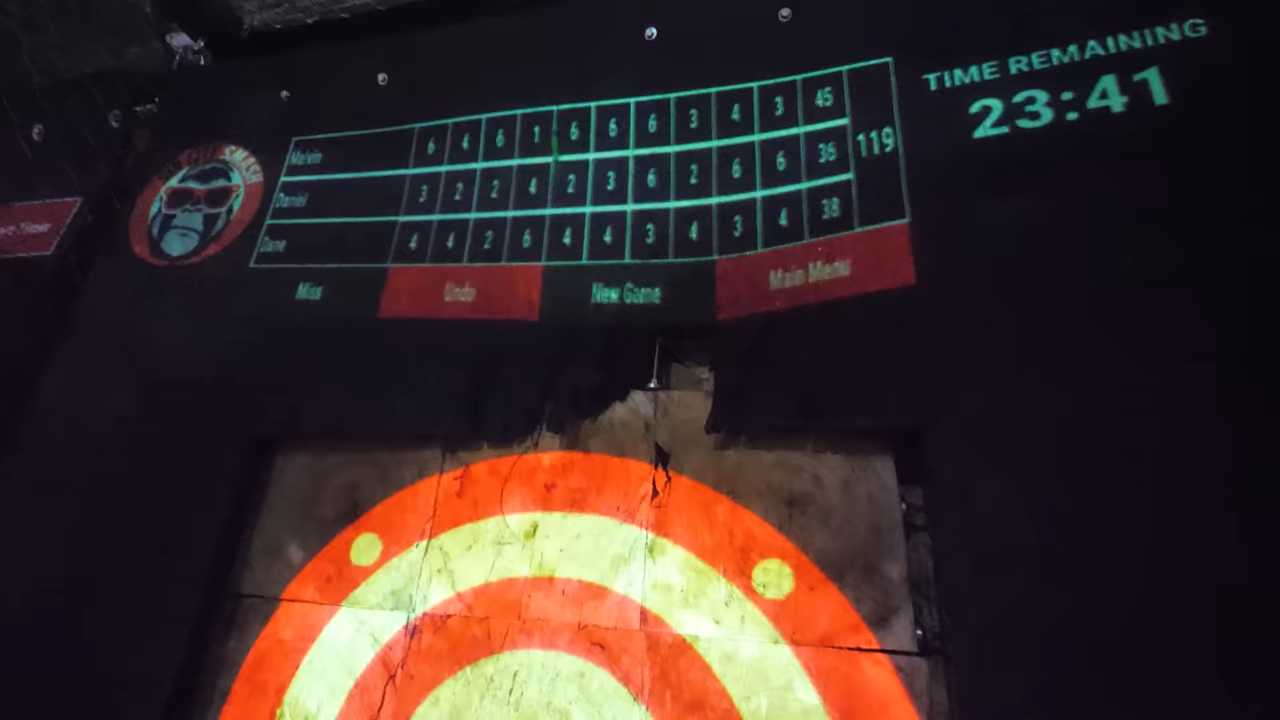 TIME REMAINING
23:41
Melvin 6 4 6 1 6 6 6 3 4 3 45
Daniel 3 2 2 4 2 3 6 2 6 6 36 119
Dane 4 4 2 6 4 4 3 4 3 4 38
Miss Undo New Game Main Menu
SMASH